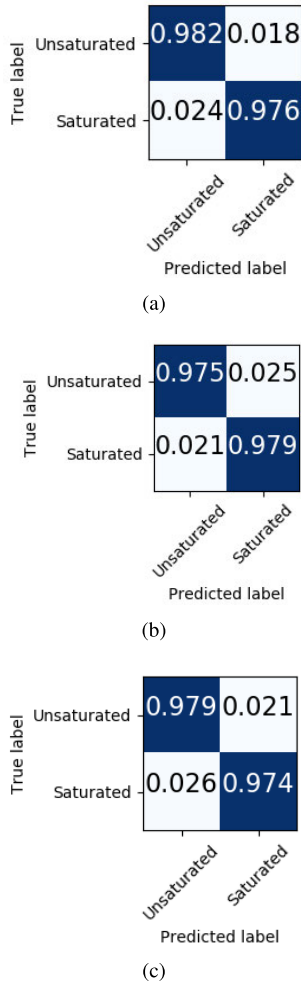 True label
Unsaturated
0.982 0.018
Saturated
0.024 0.976
Unsaturated
Saturated
Predicted label
(a)
True label
Unsaturated
0.975 0.025
Saturated
0.021 0.979
Unsaturated
Saturated
Predicted label
(b)
True label
Unsaturated
0.979 0.021
Saturated
0.026 0.974
Unsaturated
Saturated
Predicted label
(c)